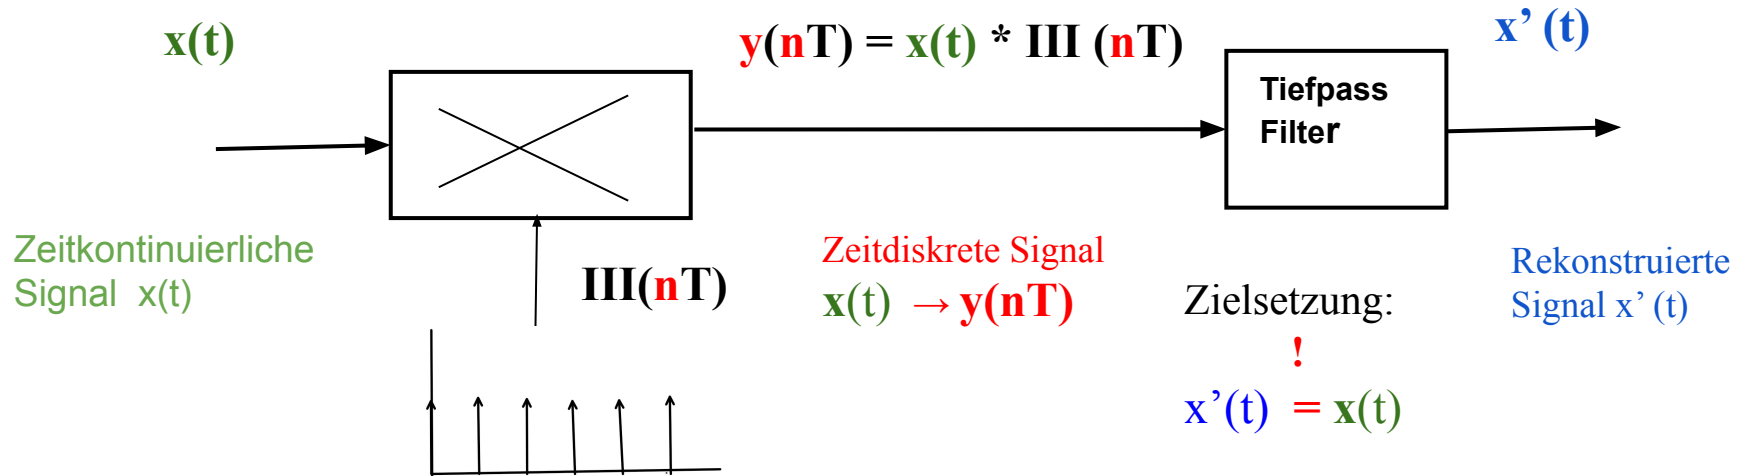 x(t)
y(nT) = x(t) * III (nT)
x’ (t)
Tiefpass
Filter
Zeitkontinuierliche
Signal x(t)
III(nT)
Zeitdiskrete Signal
x(t) → y(nT)
Zielsetzung:
!
x’(t) = x(t)
Rekonstruierte
Signal x’ (t)